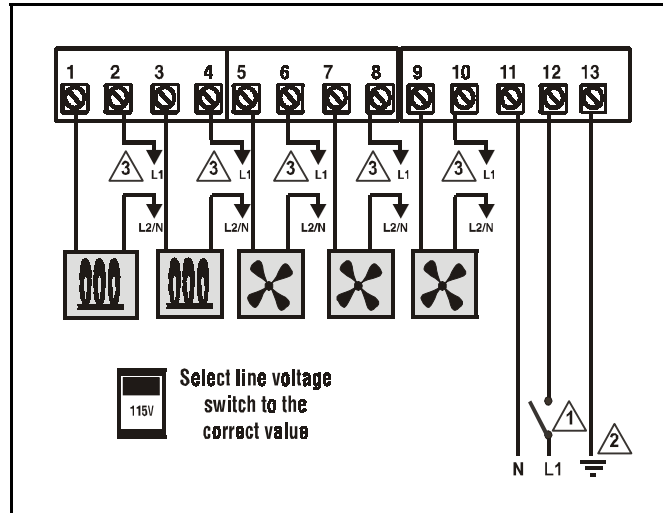 1 2 3 4 5 6 7 8 9 10 11 12 13
3 L1 3 L1 3 L1 3 L1 3 L1
L2/N L2/N L2/N L2/N L2/N
Select line voltage
switch to the
correct value
115V
1
2
N L1